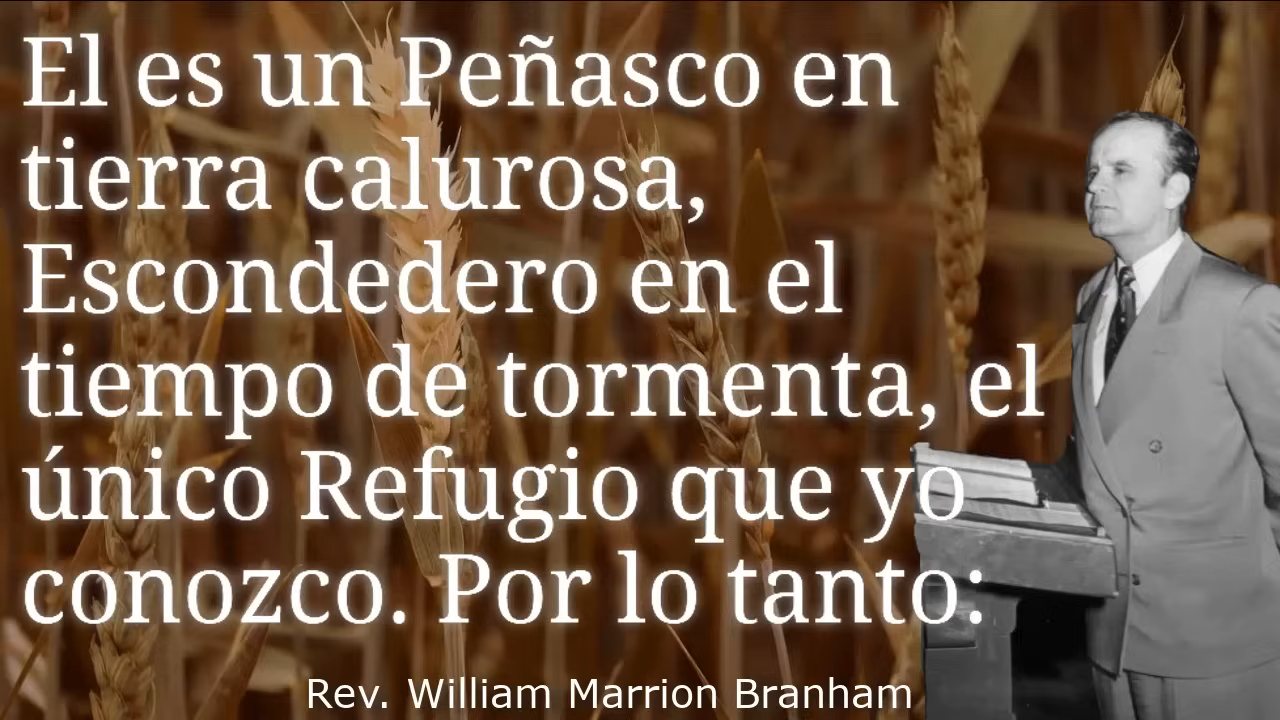 El es un Peñasco en
tierra calurosa,
Escondedero en el
tiempo de tormenta, el
único Refugio que yo
conozco. Por lo tanto:
Rev. William Marrion Branham